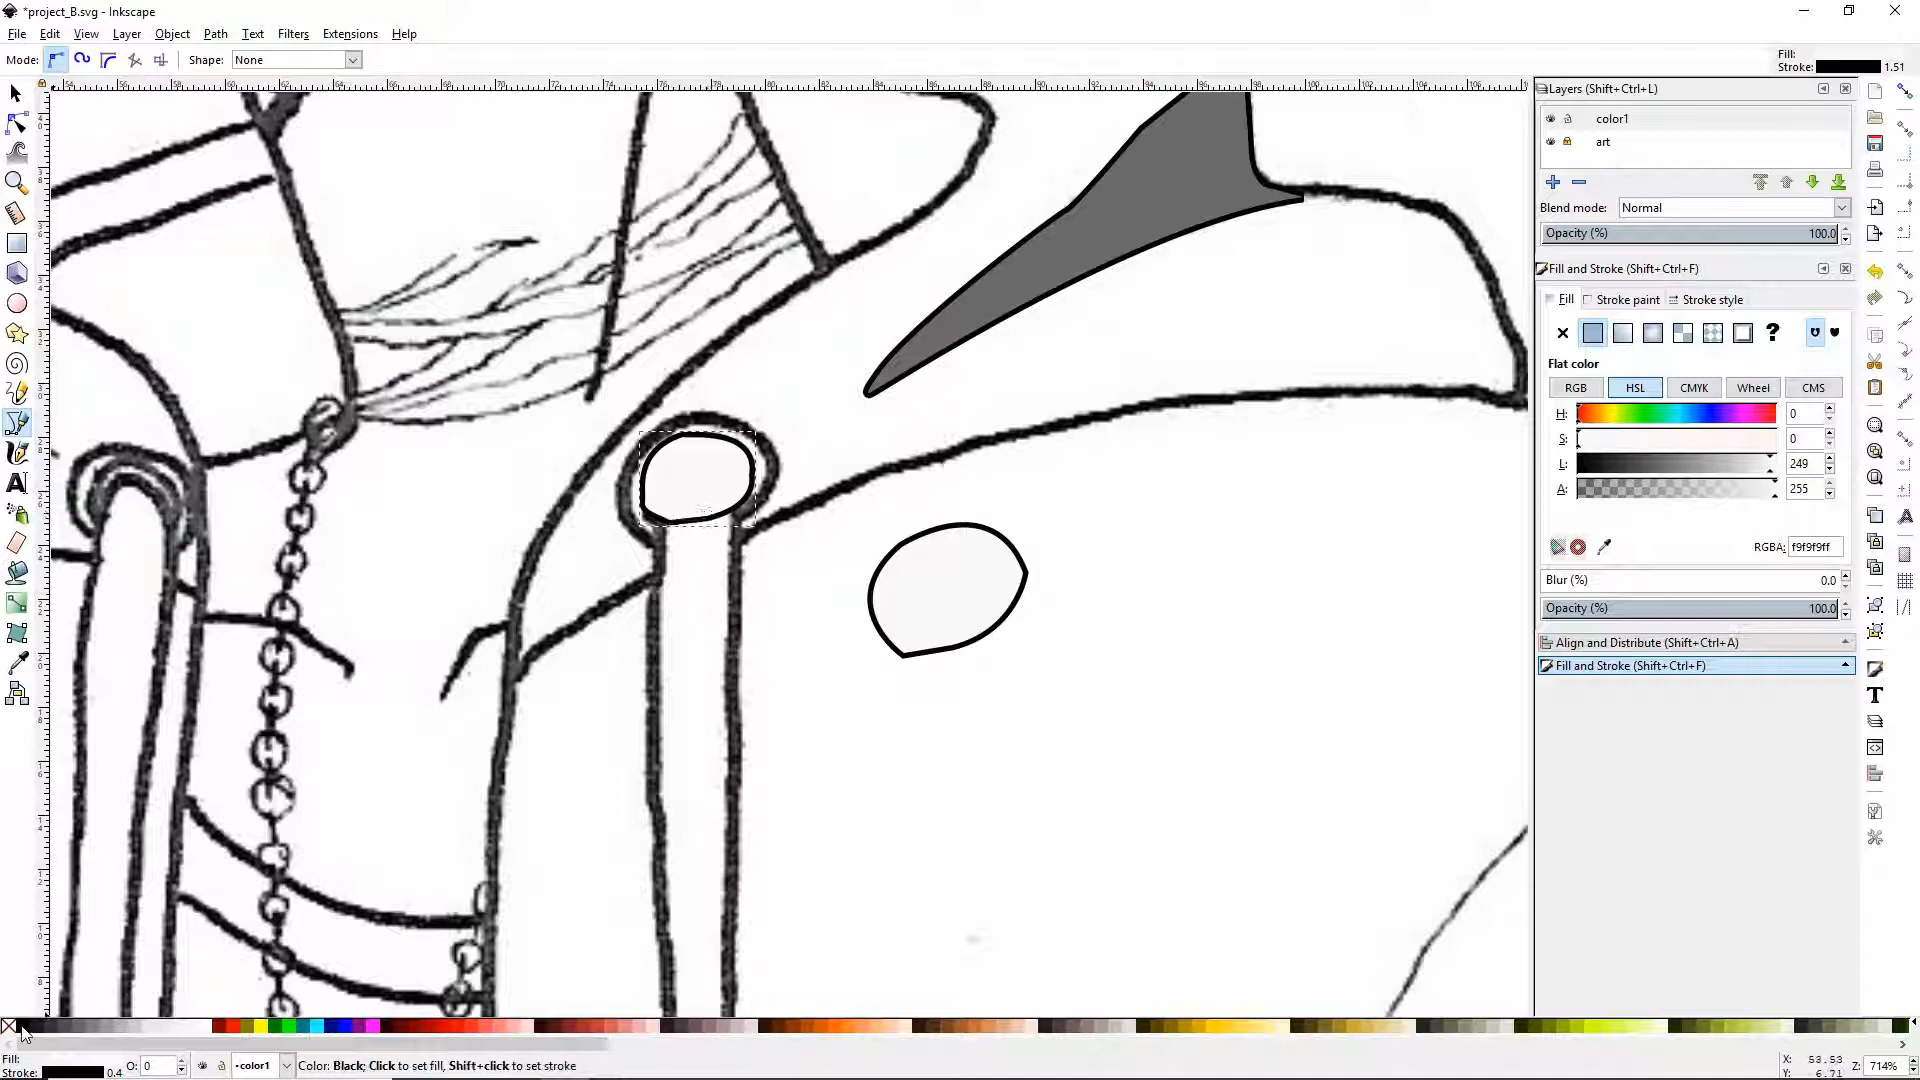 *project_B.svg - Inkscape
File Edit View Layer Object Path Text Filters Extensions Help
Mode: Shape: None
Fill:
Stroke: 1.51
Layers (Shift+Ctrl+L)
color1
art
Blend mode: Normal
Opacity (%) 100.0
Fill and Stroke (Shift+Ctrl+F)
Fill Stroke paint Stroke style
Flat color
RGB HSL CMYK Wheel CMS
H: 0
S: 0
L: 249
A: 255
RGBA: f9f9f9ff
Blur (%) 0.0
Opacity (%) 100.0
Align and Distribute (Shift+Ctrl+A)
Fill and Stroke (Shift+Ctrl+F)
Fill:
Stroke: 0.4
O: 0
•color1
Color: Black; Click to set fill, Shift+click to set stroke
X: 53.53
Y: 6.71
Z: 714%